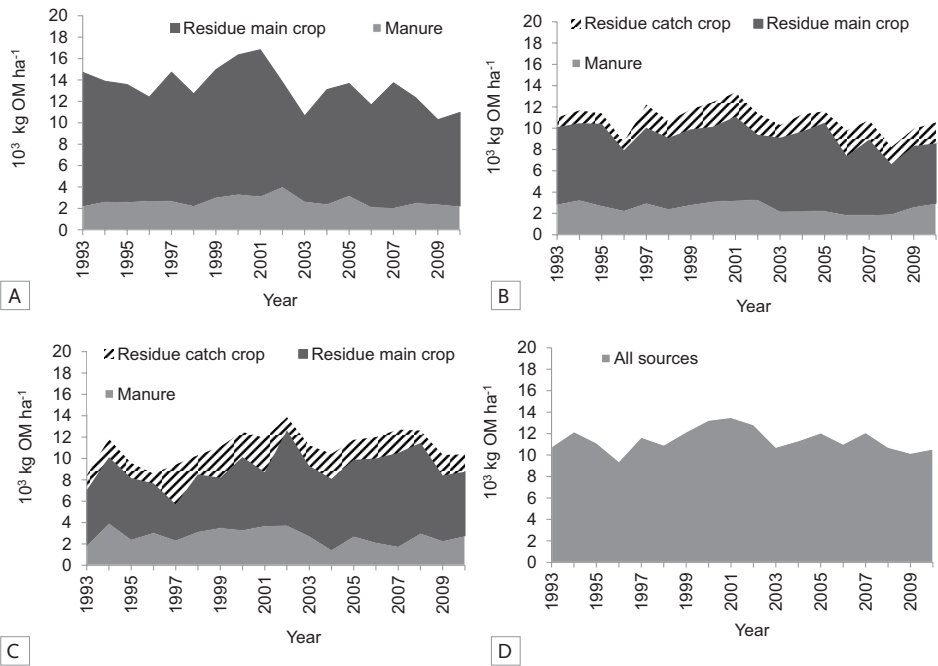 Residue main crop Manure
10³ kg OM ha⁻¹
20
18
16
14
12
10
8
6
4
2
0
1993 1995 1997 1999 2001 2003 2005 2007 2009
Year
A
Residue catch crop Residue main crop
Manure
10³ kg OM ha⁻¹
20
18
16
14
12
10
8
6
4
2
0
1993 1995 1997 1999 2001 2003 2005 2007 2009
Year
B
Residue catch crop Residue main crop
Manure
10³ kg OM ha⁻¹
20
18
16
14
12
10
8
6
4
2
0
1993 1995 1997 1999 2001 2003 2005 2007 2009
Year
C
All sources
10³ kg OM ha⁻¹
20
18
16
14
12
10
8
6
4
2
0
1993 1995 1997 1999 2001 2003 2005 2007 2009
Year
D